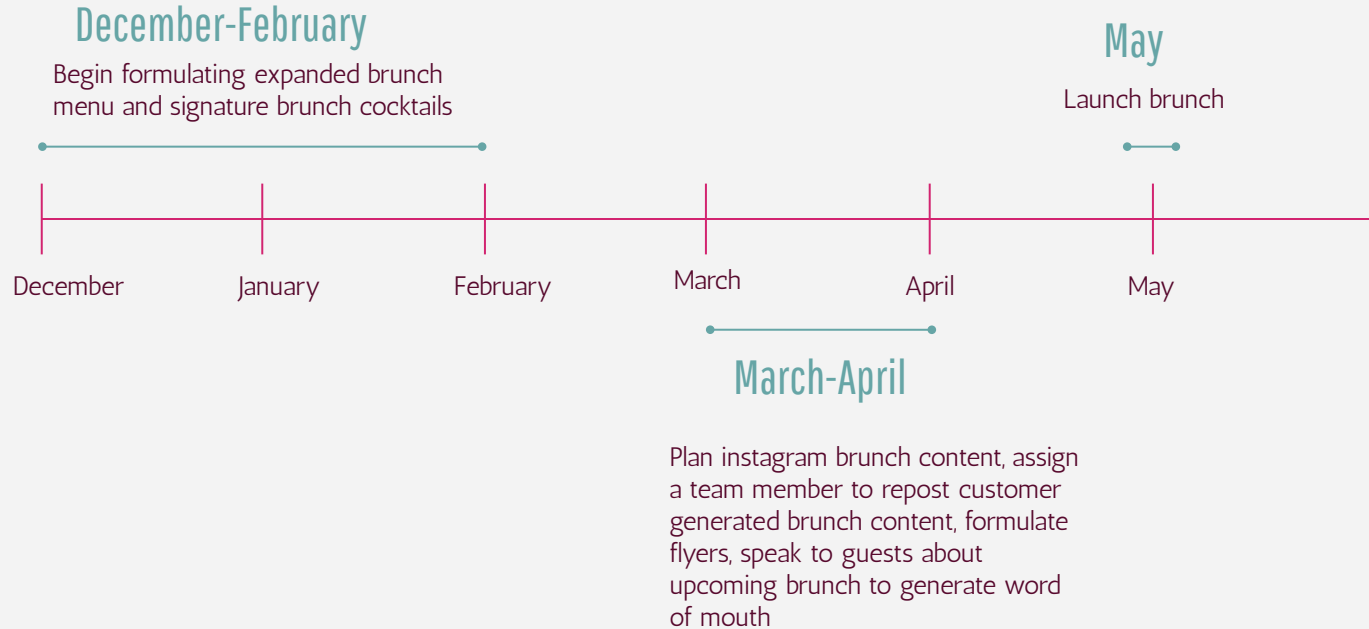 December-February
Begin formulating expanded brunch
menu and signature brunch cocktails
May
Launch brunch
December
January
February
March
April
May
March-April
Plan instagram brunch content, assign
a team member to repost customer
generated brunch content, formulate
flyers, speak to guests about
upcoming brunch to generate word
of mouth